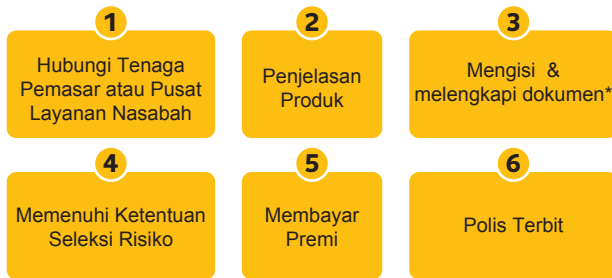 1
Hubungi Tenaga
Pemasar atau Pusat
Layanan Nasabah
2
Penjelasan
Produk
3
Mengisi &
melengkapi dokumen*
4
Memenuhi Ketentuan
Seleksi Risiko
5
Membayar
Premi
6
Polis Terbit